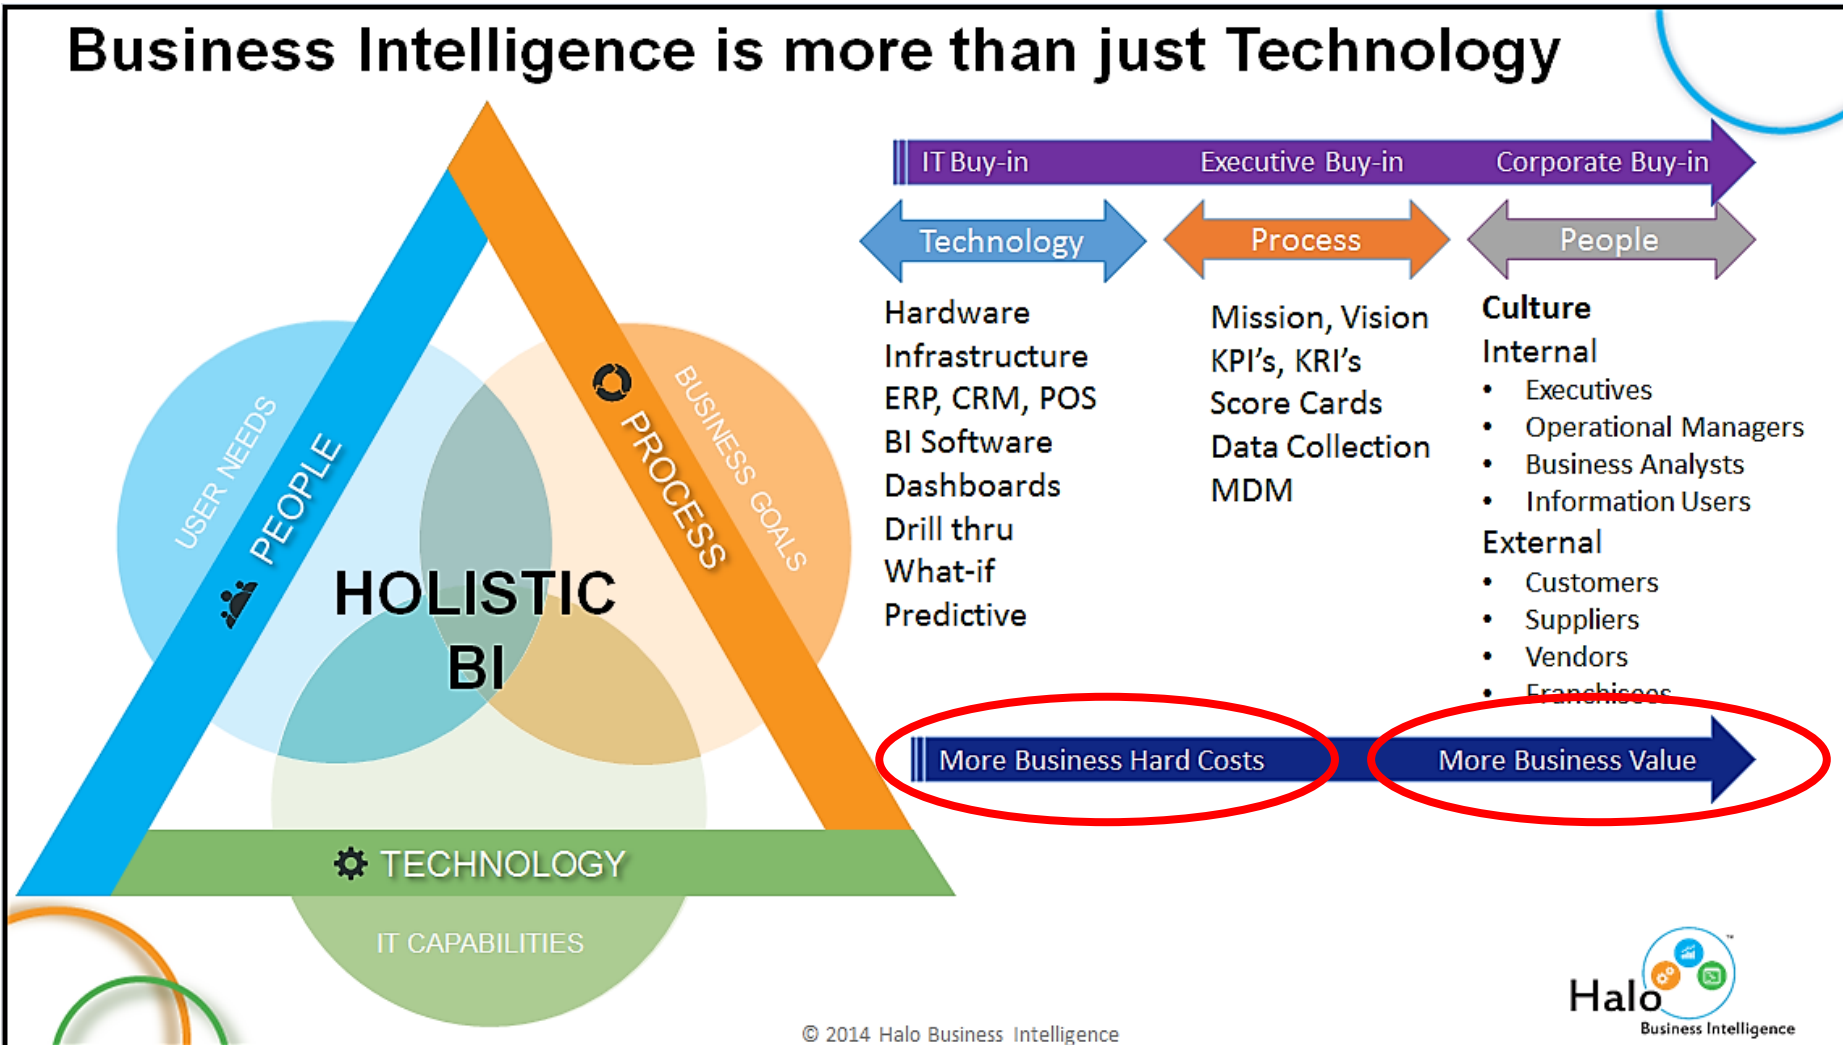 Business Intelligence is more than just Technology
IT Buy-in
Executive Buy-in
Corporate Buy-in
Technology
Process
People
Hardware
Infrastructure
ERP, CRM, POS
BI Software
Dashboards
Drill thru
What-if
Predictive
Mission, Vision
KPI's, KRI's
Score Cards
Data Collection
MDM
Culture
Internal
• Executives
• Operational Managers
• Business Analysts
• Information Users
External
• Customers
• Suppliers
• Vendors
• Franchisees
More Business Hard Costs
More Business Value
USER NEEDS
PEOPLE
PROCESS
BUSINESS GOALS
HOLISTIC
BI
TECHNOLOGY
IT CAPABILITIES
Halo
™
Business Intelligence
© 2014 Halo Business Intelligence